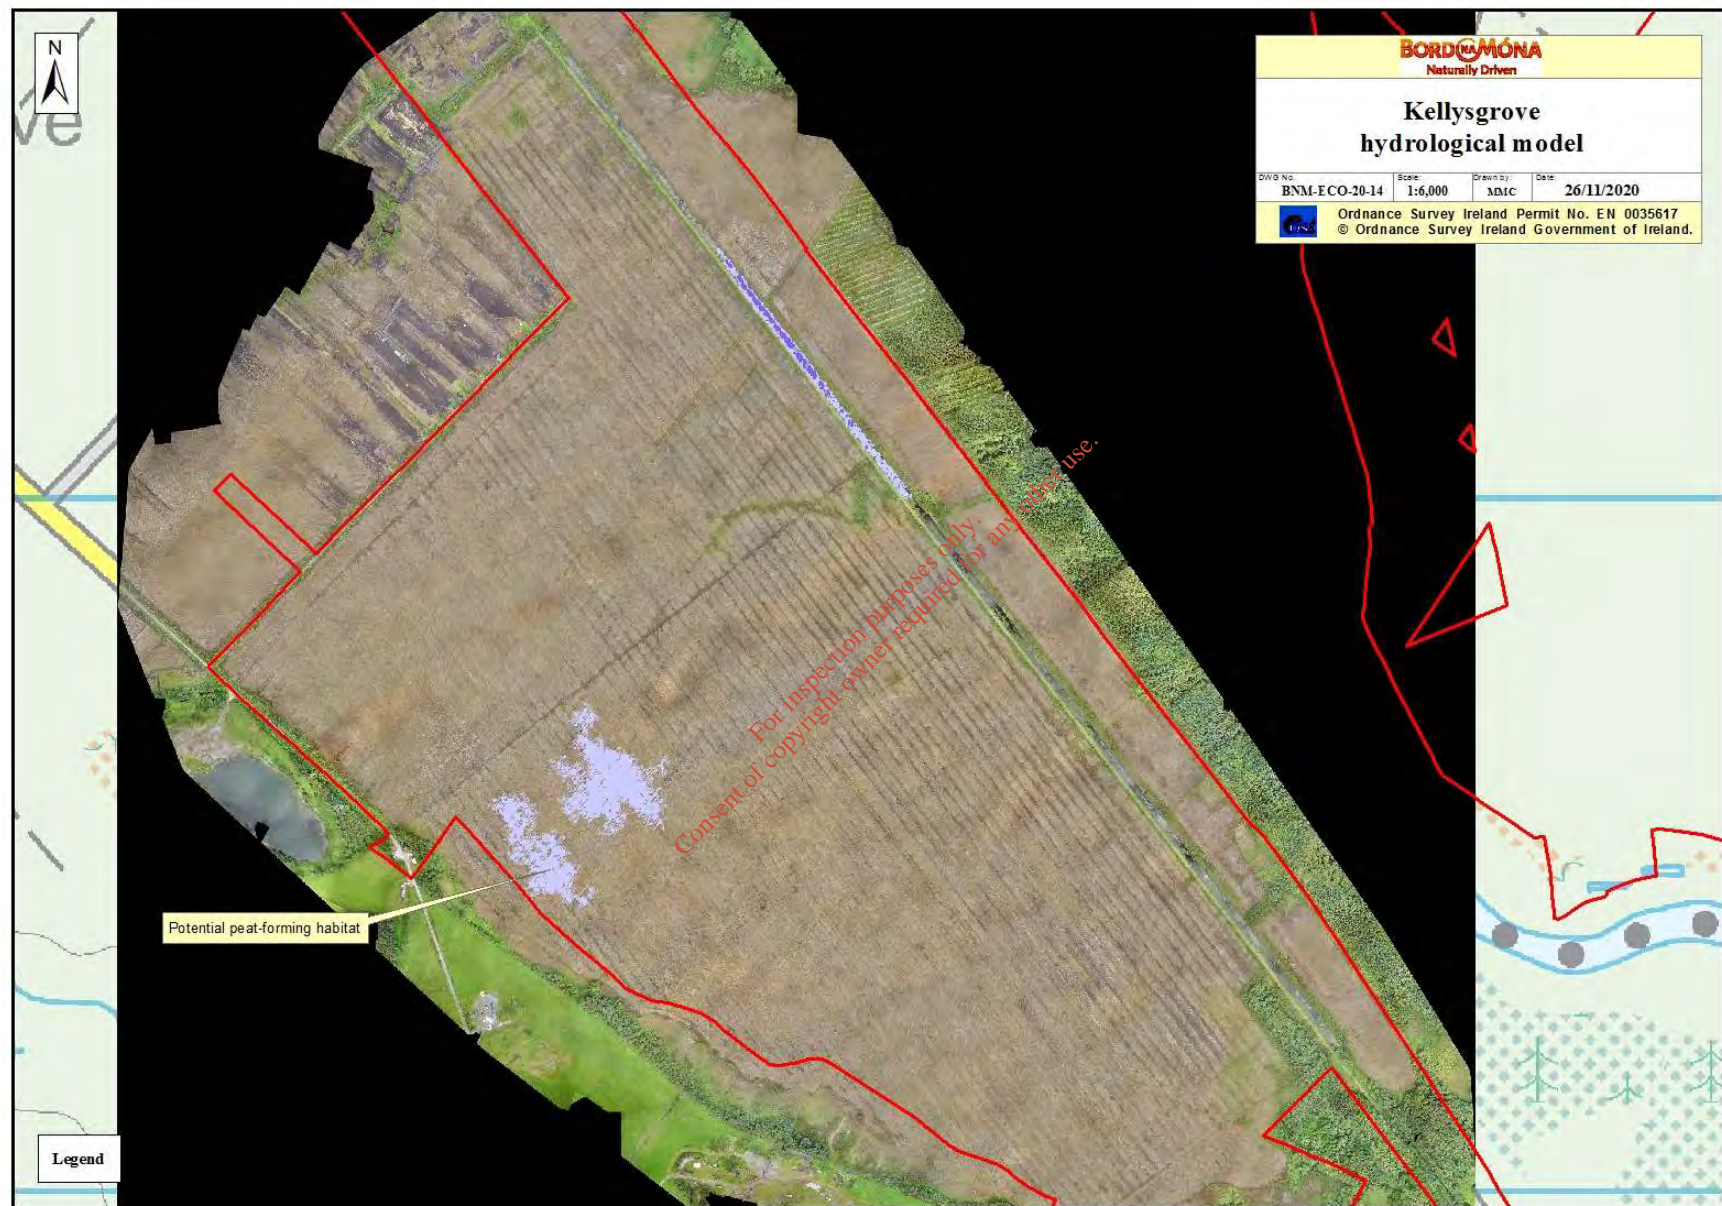 N
ve
BORD NA MÓNA
Naturally Driven
Kellysgrove
hydrological model
DWG No. Scale: Drawn by: Date:
BNM-ECO-20-14 1:6,000 MMC 26/11/2020
Ordnance Survey Ireland Permit No. EN 0035617
© Ordnance Survey Ireland Government of Ireland.
For inspection purposes only.
Consent of copyright owner required for any other use.
Potential peat-forming habitat
Legend